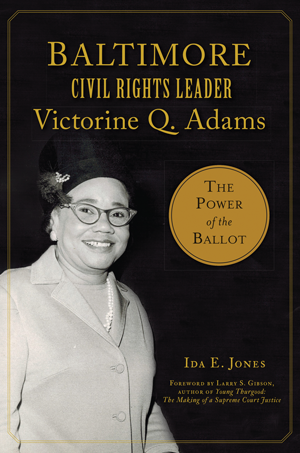 BALTIMORE
CIVIL RIGHTS LEADER
Victorine Q. Adams
THE
POWER
of the
BALLOT
IDA E. JONES
FOREWORD BY LARRY S. GIBSON,
AUTHOR OF Young Thurgood:
The Making of a Supreme Court Justice